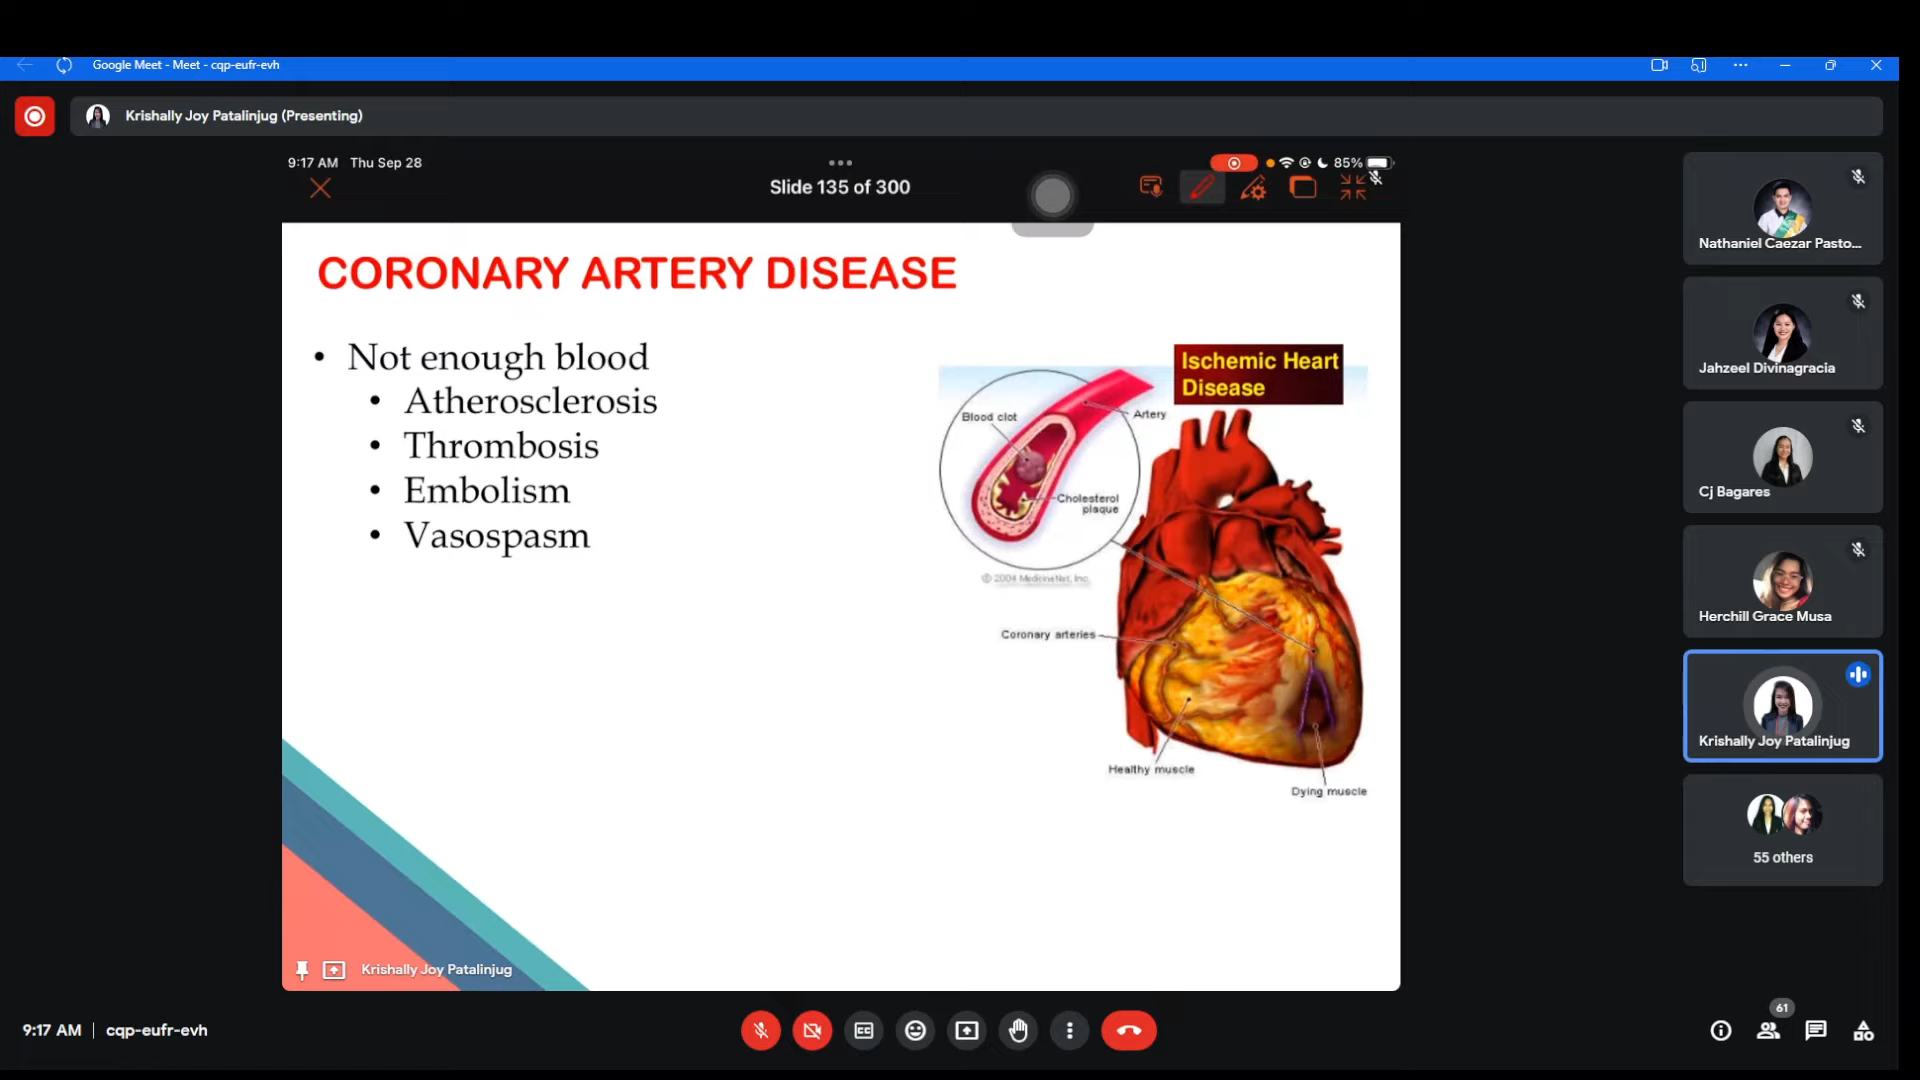 Google Meet - Meet - cqp-eufr-evh
Krishally Joy Patalinjug (Presenting)
9:17 AM Thu Sep 28
85%
Slide 135 of 300
CORONARY ARTERY DISEASE
• Not enough blood
• Atherosclerosis
• Thrombosis
• Embolism
• Vasospasm
Ischemic Heart
Disease
Blood clot
Artery
Cholesterol
plaque
© 2004 MedicineNet, Inc.
Coronary arteries
Healthy muscle
Dying muscle
Krishally Joy Patalinjug
Nathaniel Caezar Pasto...
Jahzeel Divinagracia
Cj Bagares
Herchill Grace Musa
Krishally Joy Patalinjug
55 others
9:17 AM | cqp-eufr-evh
61